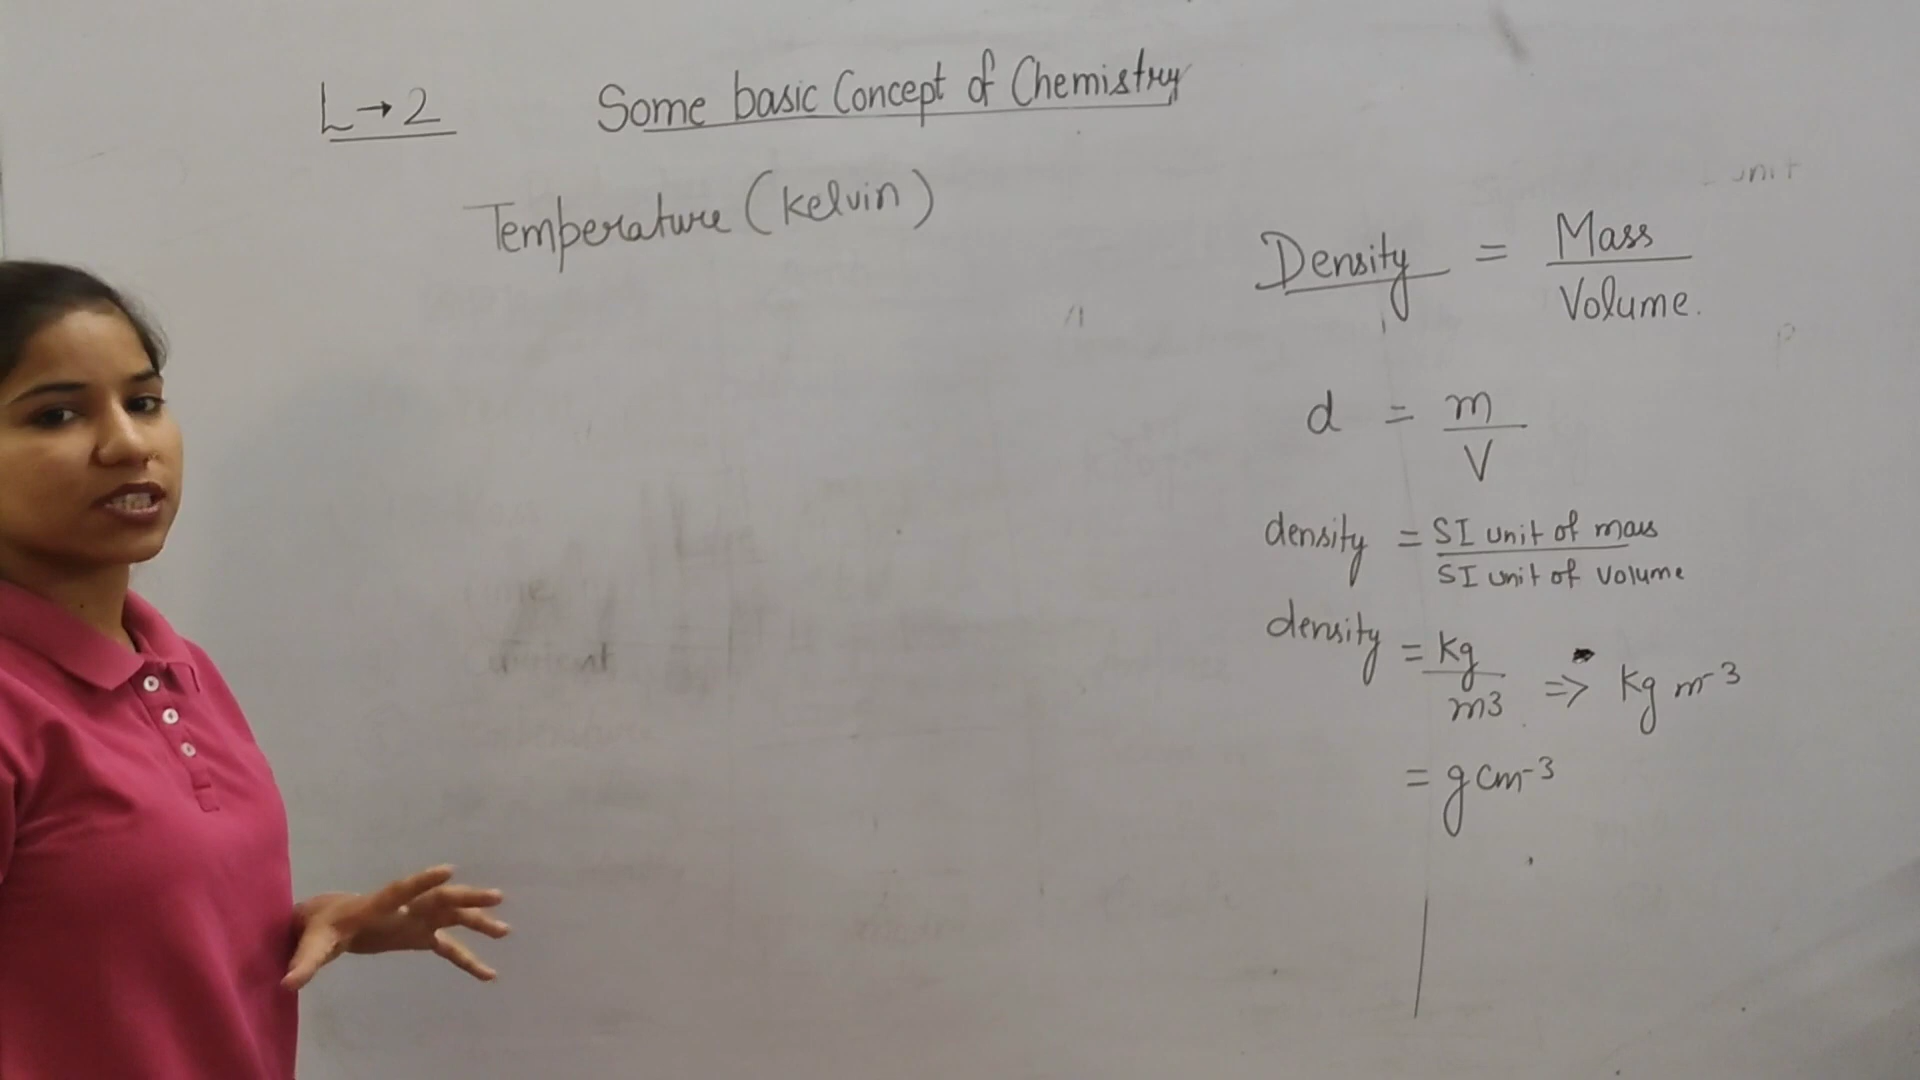 L → 2
Some basic Concept of Chemistry
Temperature (Kelvin)
Density = Mass / Volume.
d = m / V
density = SI unit of mass / SI unit of volume
density = Kg / m3 => Kg m-3
= g cm-3
unit